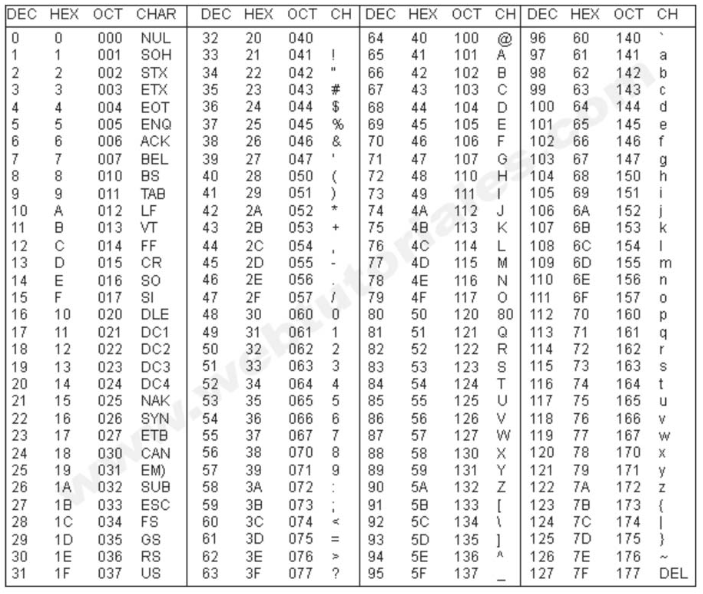 DEC HEX OCT CHAR DEC HEX OCT CH DEC HEX OCT CH DEC HEX OCT CH
0 0 000 NUL 32 20 040 64 40 100 @ 96 60 140 `
1 1 001 SOH 33 21 041 ! 65 41 101 A 97 61 141 a
2 2 002 STX 34 22 042 " 66 42 102 B 98 62 142 b
3 3 003 ETX 35 23 043 # 67 43 103 C 99 63 143 c
4 4 004 EOT 36 24 044 $ 68 44 104 D 100 64 144 d
5 5 005 ENQ 37 25 045 % 69 45 105 E 101 65 145 e
6 6 006 ACK 38 26 046 & 70 46 106 F 102 66 146 f
7 7 007 BEL 39 27 047 ' 71 47 107 G 103 67 147 g
8 8 010 BS 40 28 050 ( 72 48 110 H 104 68 150 h
9 9 011 TAB 41 29 051 ) 73 49 111 I 105 69 151 i
10 A 012 LF 42 2A 052 * 74 4A 112 J 106 6A 152 j
11 B 013 VT 43 2B 053 + 75 4B 113 K 107 6B 153 k
12 C 014 FF 44 2C 054 , 76 4C 114 L 108 6C 154 l
13 D 015 CR 45 2D 055 - 77 4D 115 M 109 6D 155 m
14 E 016 SO 46 2E 056 . 78 4E 116 N 110 6E 156 n
15 F 017 SI 47 2F 057 / 79 4F 117 O 111 6F 157 o
16 10 020 DLE 48 30 060 0 80 50 120 80 112 70 160 p
17 11 021 DC1 49 31 061 1 81 51 121 Q 113 71 161 q
18 12 022 DC2 50 32 062 2 82 52 122 R 114 72 162 r
19 13 023 DC3 51 33 063 3 83 53 123 S 115 73 163 s
20 14 024 DC4 52 34 064 4 84 54 124 T 116 74 164 t
21 15 025 NAK 53 35 065 5 85 55 125 U 117 75 165 u
22 16 026 SYN 54 36 066 6 86 56 126 V 118 76 166 v
23 17 027 ETB 55 37 067 7 87 57 127 W 119 77 167 w
24 18 030 CAN 56 38 070 8 88 58 130 X 120 78 170 x
25 19 031 EM) 57 39 071 9 89 59 131 Y 121 79 171 y
26 1A 032 SUB 58 3A 072 : 90 5A 132 Z 122 7A 172 z
27 1B 033 ESC 59 3B 073 ; 91 5B 133 [ 123 7B 173 {
28 1C 034 FS 60 3C 074 < 92 5C 134 \ 124 7C 174 |
29 1D 035 GS 61 3D 075 = 93 5D 135 ] 125 7D 175 }
30 1E 036 RS 62 3E 076 > 94 5E 136 ^ 126 7E 176 ~
31 1F 037 US 63 3F 077 ? 95 5F 137 _ 127 7F 177 DEL